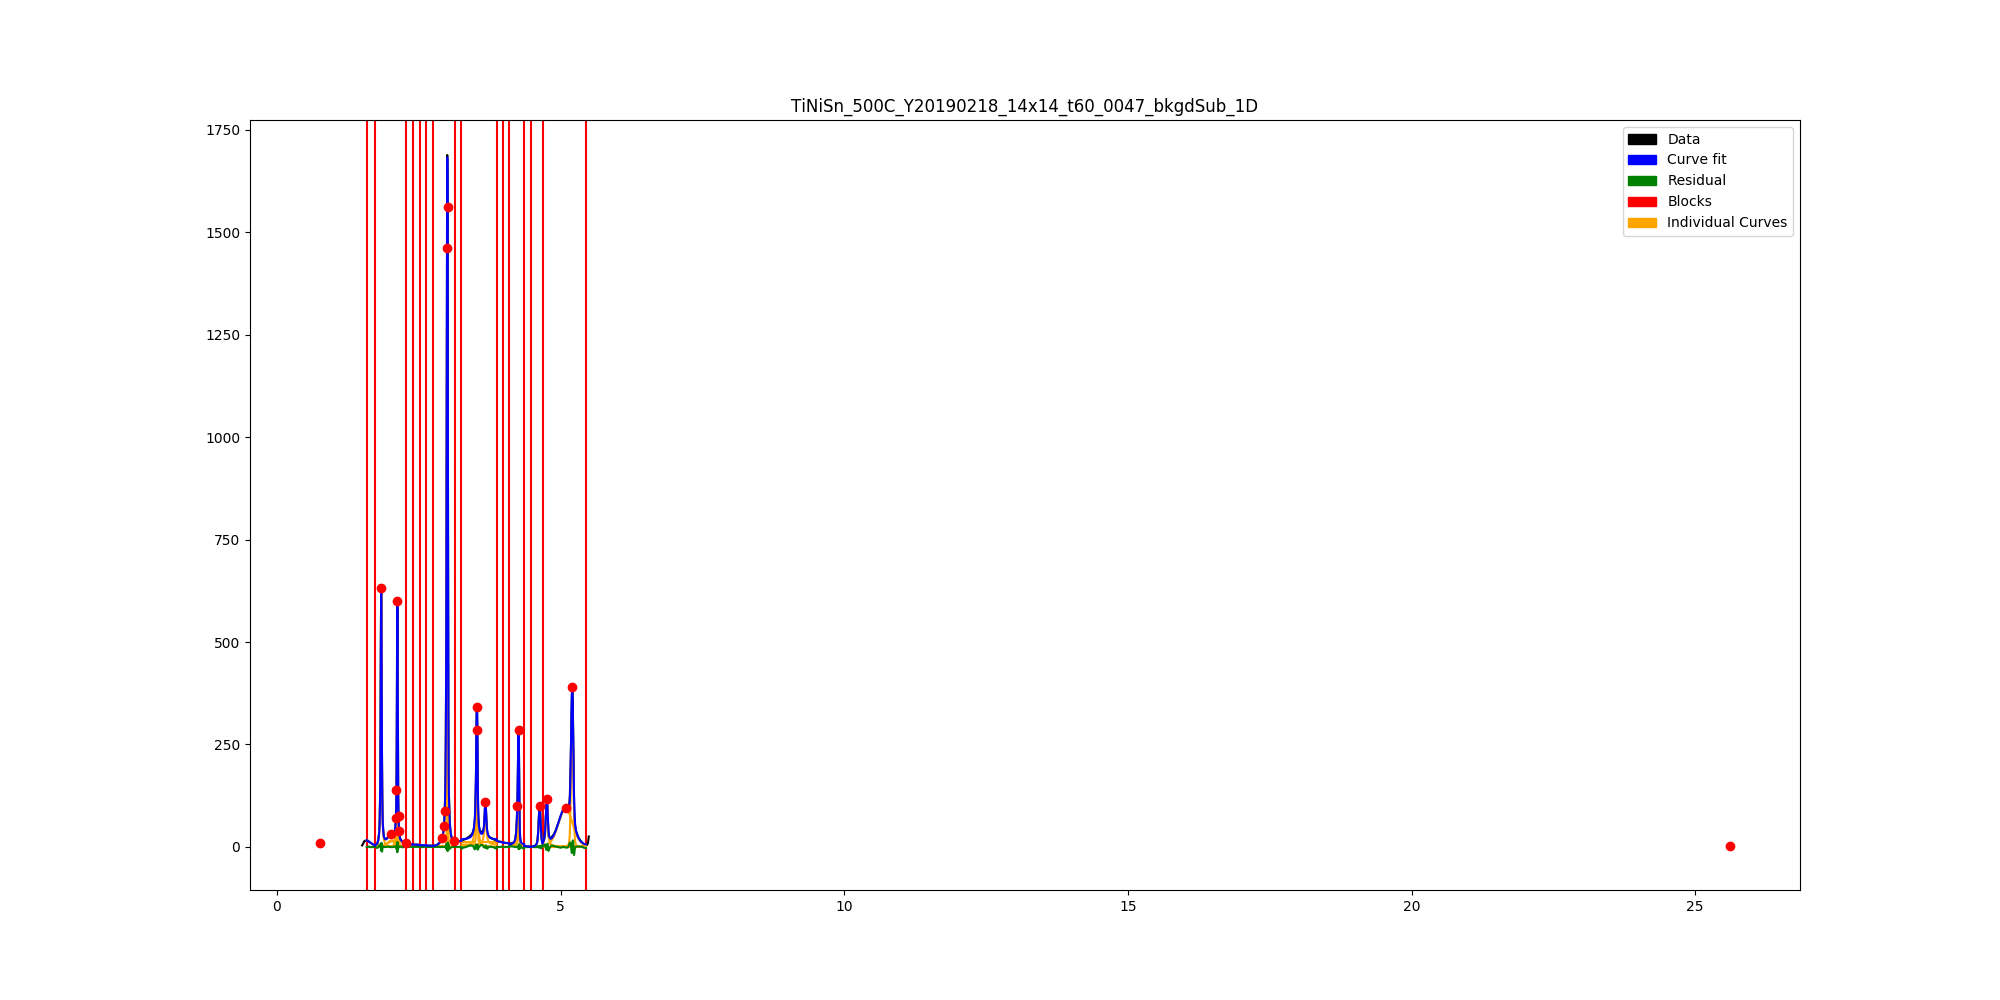 TiNiSn_500C_Y20190218_14x14_t60_0047_bkgdSub_1D
1750
1500
1250
1000
750
500
250
0
0 5 10 15 20 25
Data
Curve fit
Residual
Blocks
Individual Curves